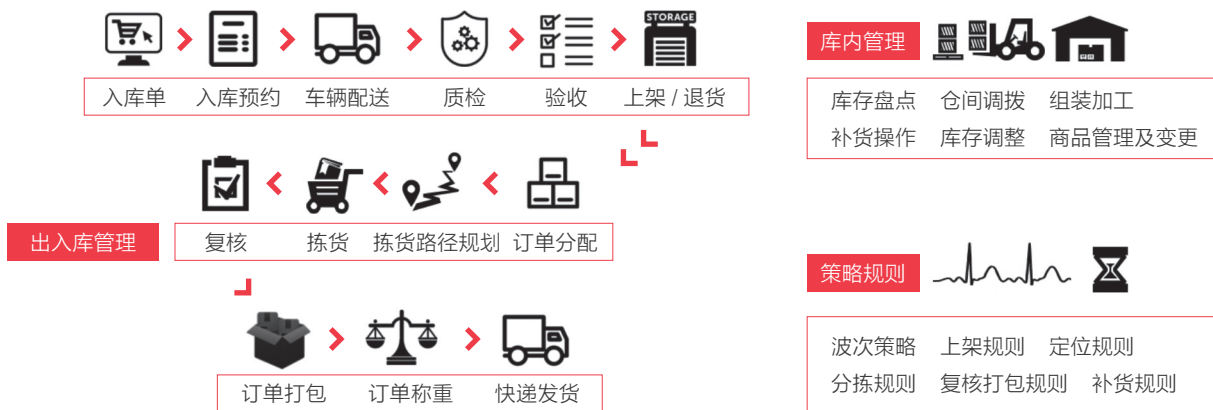 STORAGE
入库单 入库预约 车辆配送 质检 验收 上架 / 退货
出入库管理
复核 拣货 拣货路径规划 订单分配
订单打包 订单称重 快递发货
库内管理
库存盘点 仓间调拨 组装加工
补货操作 库存调整 商品管理及变更
策略规则
波次策略 上架规则 定位规则
分拣规则 复核打包规则 补货规则